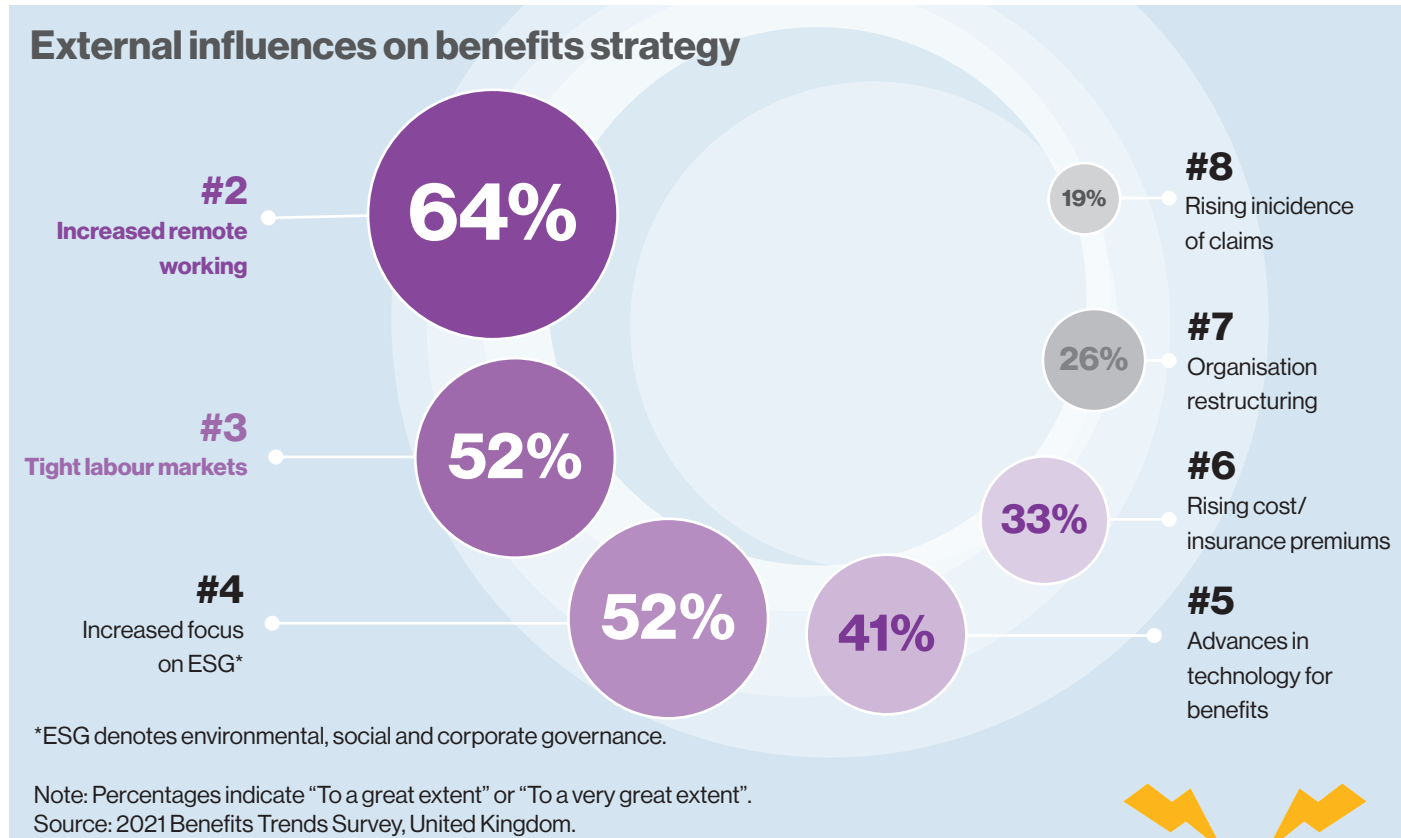 External influences on benefits strategy
#2
Increased remote
working
64%
#3
Tight labour markets
52%
#4
Increased focus
on ESG*
52%
#5
Advances in
technology for
benefits
41%
#6
Rising cost/
insurance premiums
33%
#7
Organisation
restructuring
26%
#8
Rising inicidence
of claims
19%
*ESG denotes environmental, social and corporate governance.
Note: Percentages indicate “To a great extent” or “To a very great extent”.
Source: 2021 Benefits Trends Survey, United Kingdom.